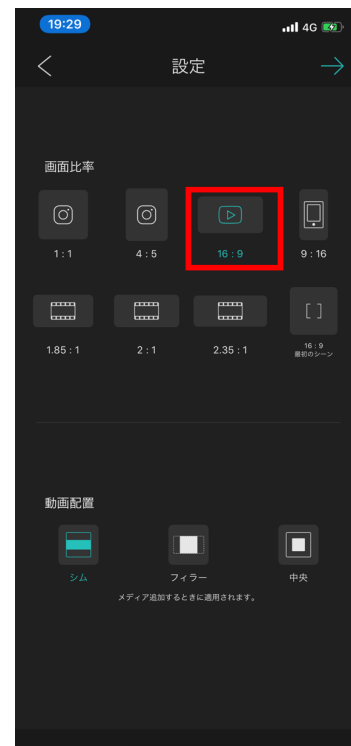 19:29
4G
設定
画面比率
1:1
4:5
16:9
9:16
1.85:1
2:1
2.35:1
16:9
最初のシーン
動画配置
シム
フィラー
中央
メディア追加するときに適用されます。